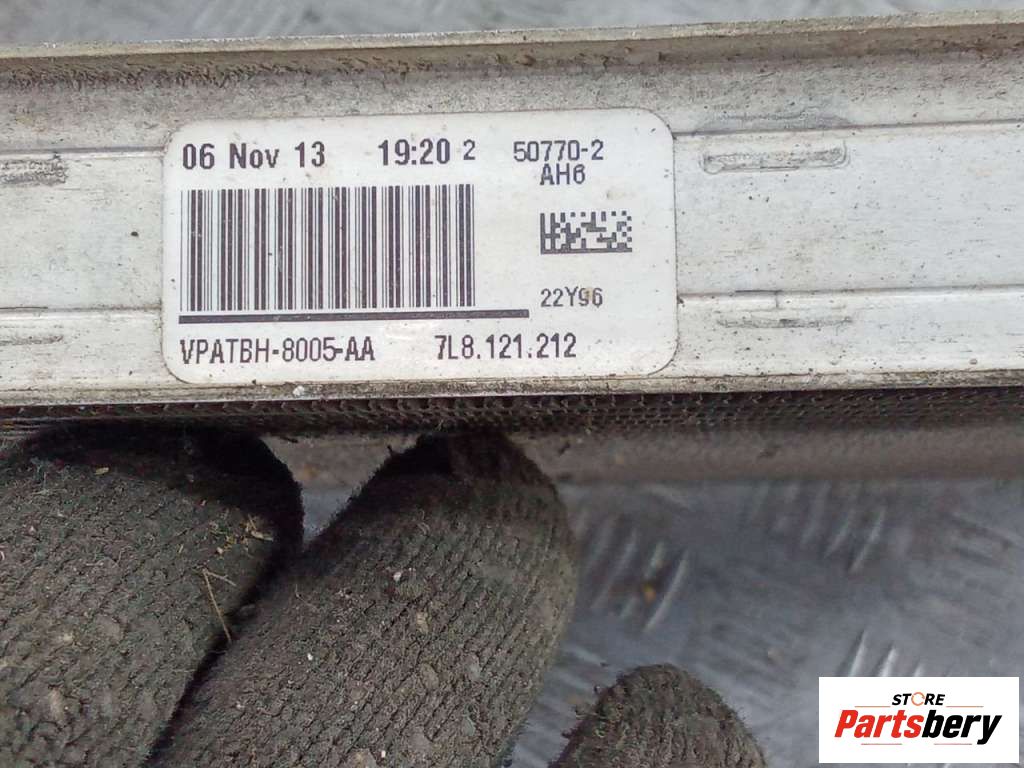 06 Nov 13 19:20 2 50770-2
AH6
22Y96
VPATBH-8005-AA 7L8.121.212
STORE
Partsbery